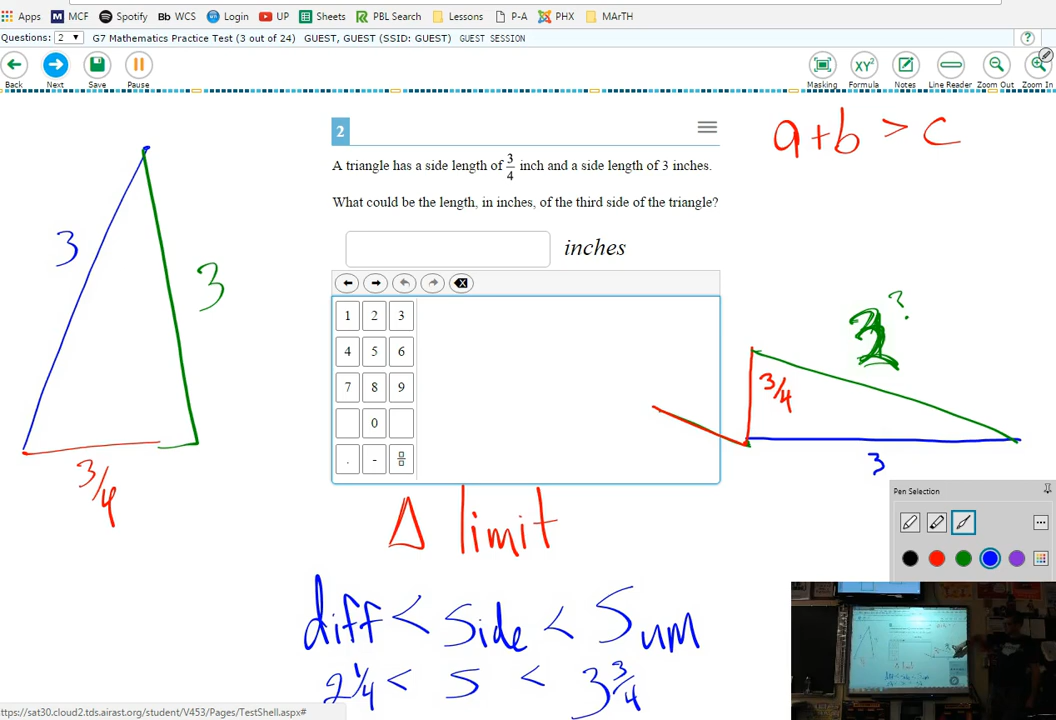 Apps M MCF Spotify Bb WCS Login UP Sheets PBL Search Lessons P-A PHX MArTH
Questions: 2 G7 Mathematics Practice Test (3 out of 24) GUEST, GUEST (SSID: GUEST) GUEST SESSION
Back Next Save Pause Masking Formula Notes Line Reader Zoom Out Zoom In
XY²
a+b > c
2
A triangle has a side length of 3/4 inch and a side length of 3 inches.
What could be the length, in inches, of the third side of the triangle?
inches
1 2 3
4 5 6
7 8 9
0
. -
3
3
3/4
?
3/4
3
Δ limit
diff < side < Sum
2 1/4 < s < 3 3/4
Pen Selection
https://sat30.cloud2.tds.airast.org/student/V453/Pages/TestShell.aspx#